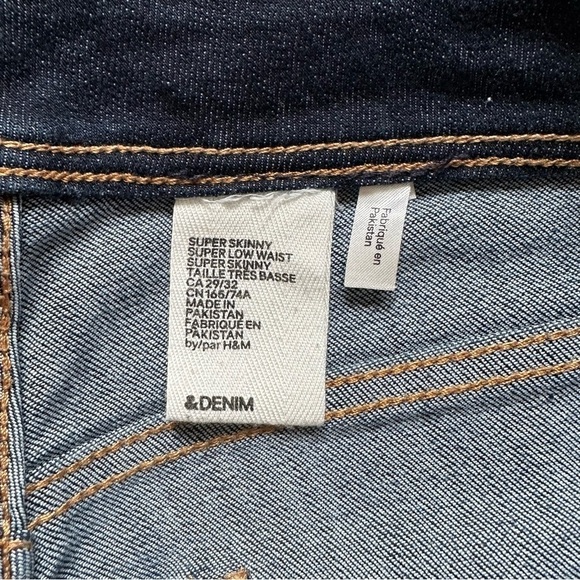 SUPER SKINNY
SUPER LOW WAIST
SUPER SKINNY
TAILLE TRÈS BASSE
CA 29/32
CN 165/74A
MADE IN
PAKISTAN
FABRIQUÉ EN
PAKISTAN
by/par H&M
&DENIM
Fabriqué en
Pakistan